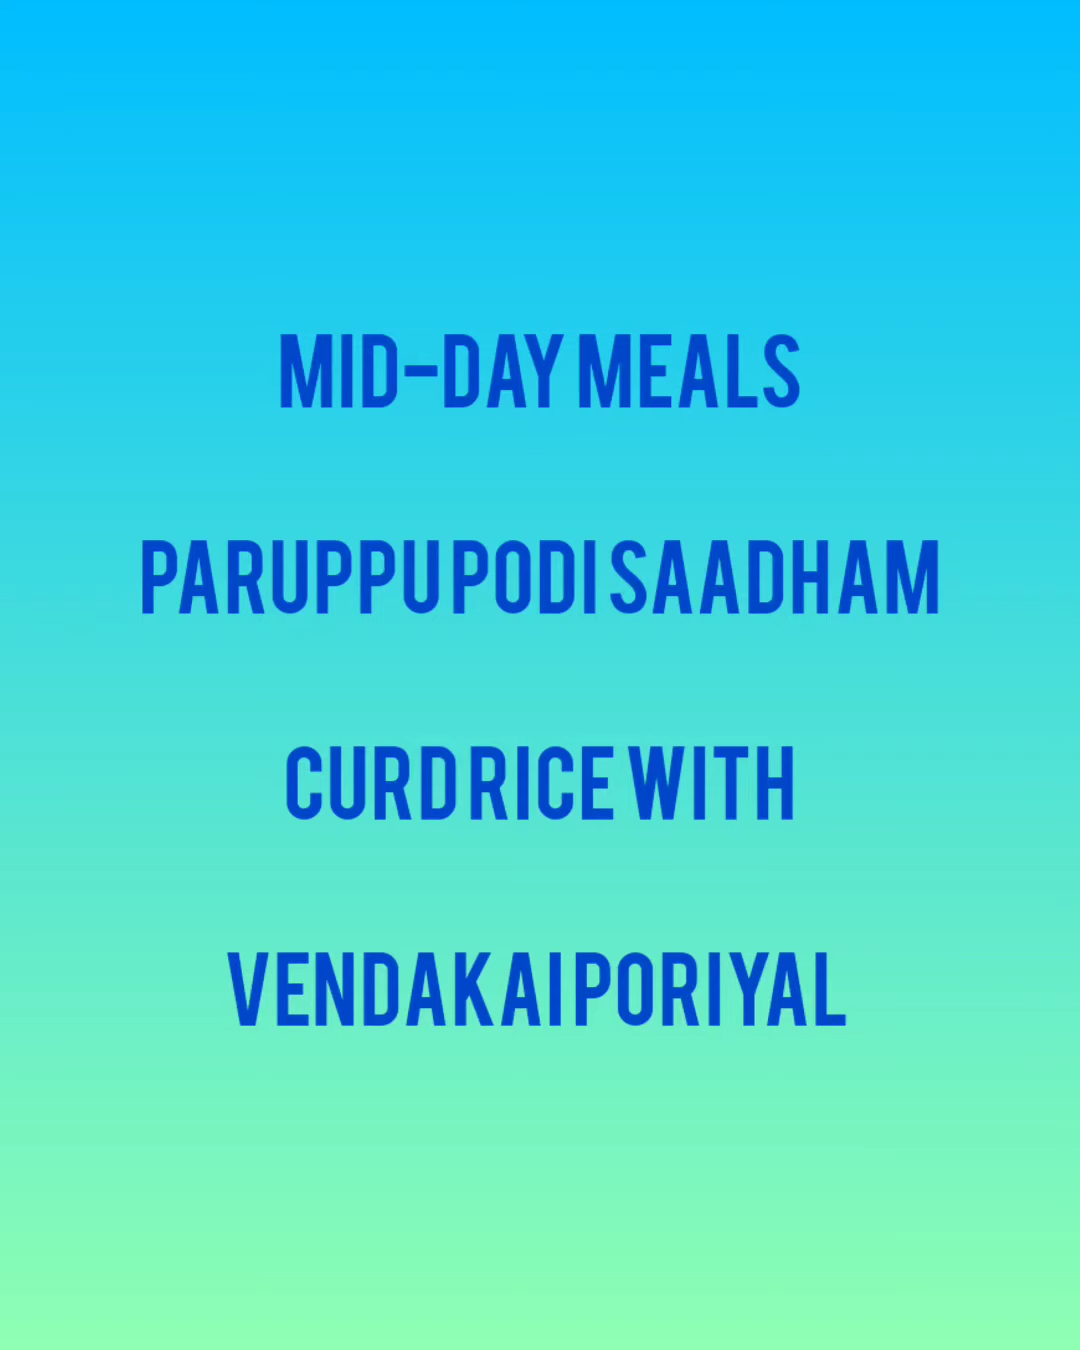 MID-DAY MEALS
PARUPPU PODI SAADHAM
CURD RICE WITH
VENDAKAI PORIYAL